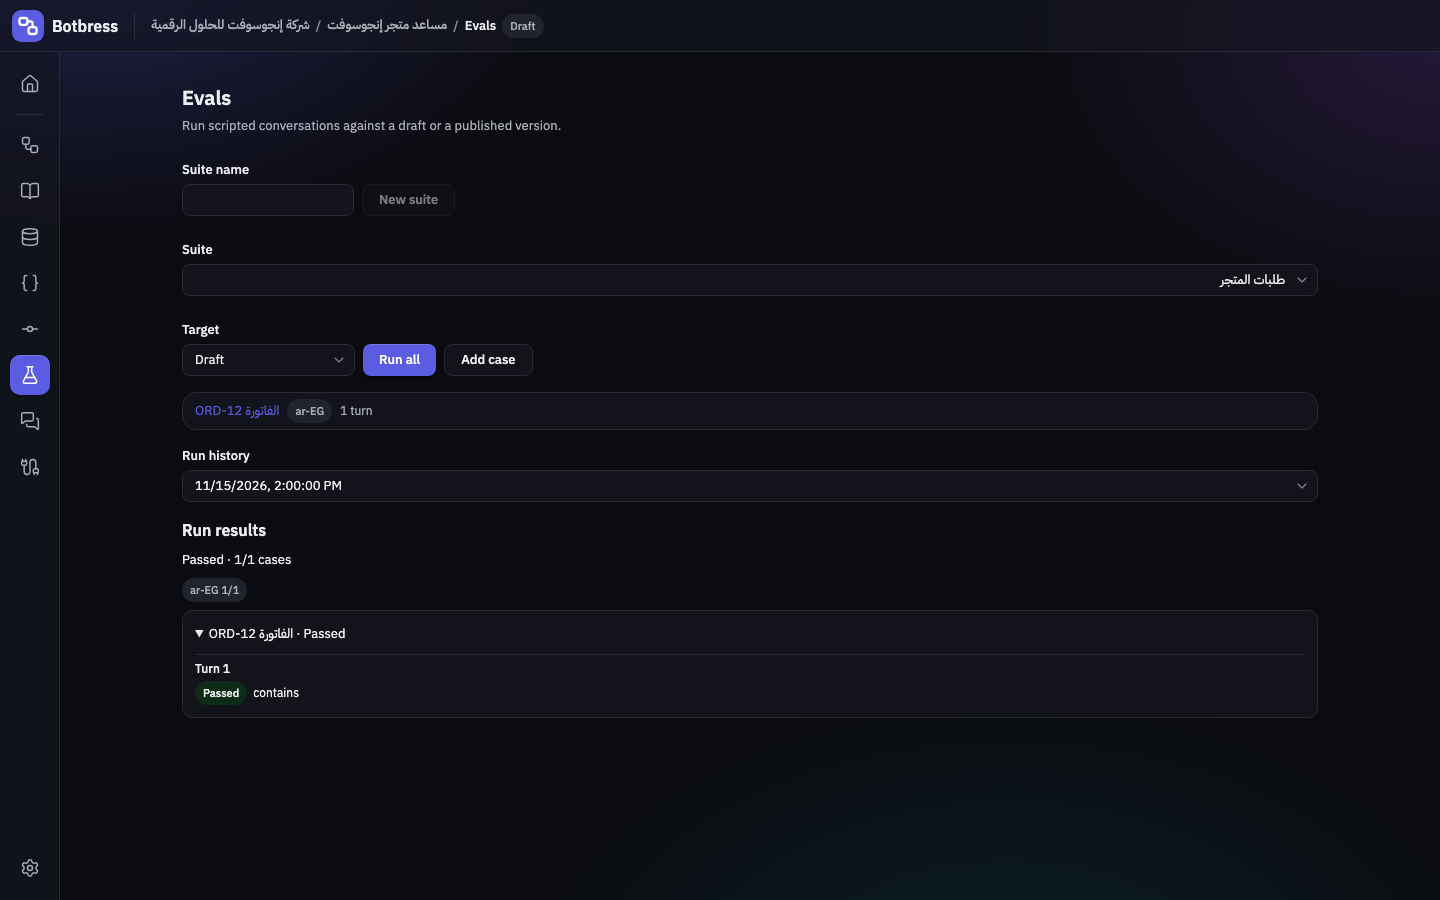 Botbress
شركة إنجوسوفت للحلول الرقمية / مساعد متجر إنجوسوفت / Evals Draft
Evals
Run scripted conversations against a draft or a published version.
Suite name
New suite
Suite
طلبات المتجر
Target
Draft Run all Add case
ORD-12 الفاتورة ar-EG 1 turn
Run history
11/15/2026, 2:00:00 PM
Run results
Passed · 1/1 cases
ar-EG 1/1
ORD-12 الفاتورة · Passed
Turn 1
Passed contains